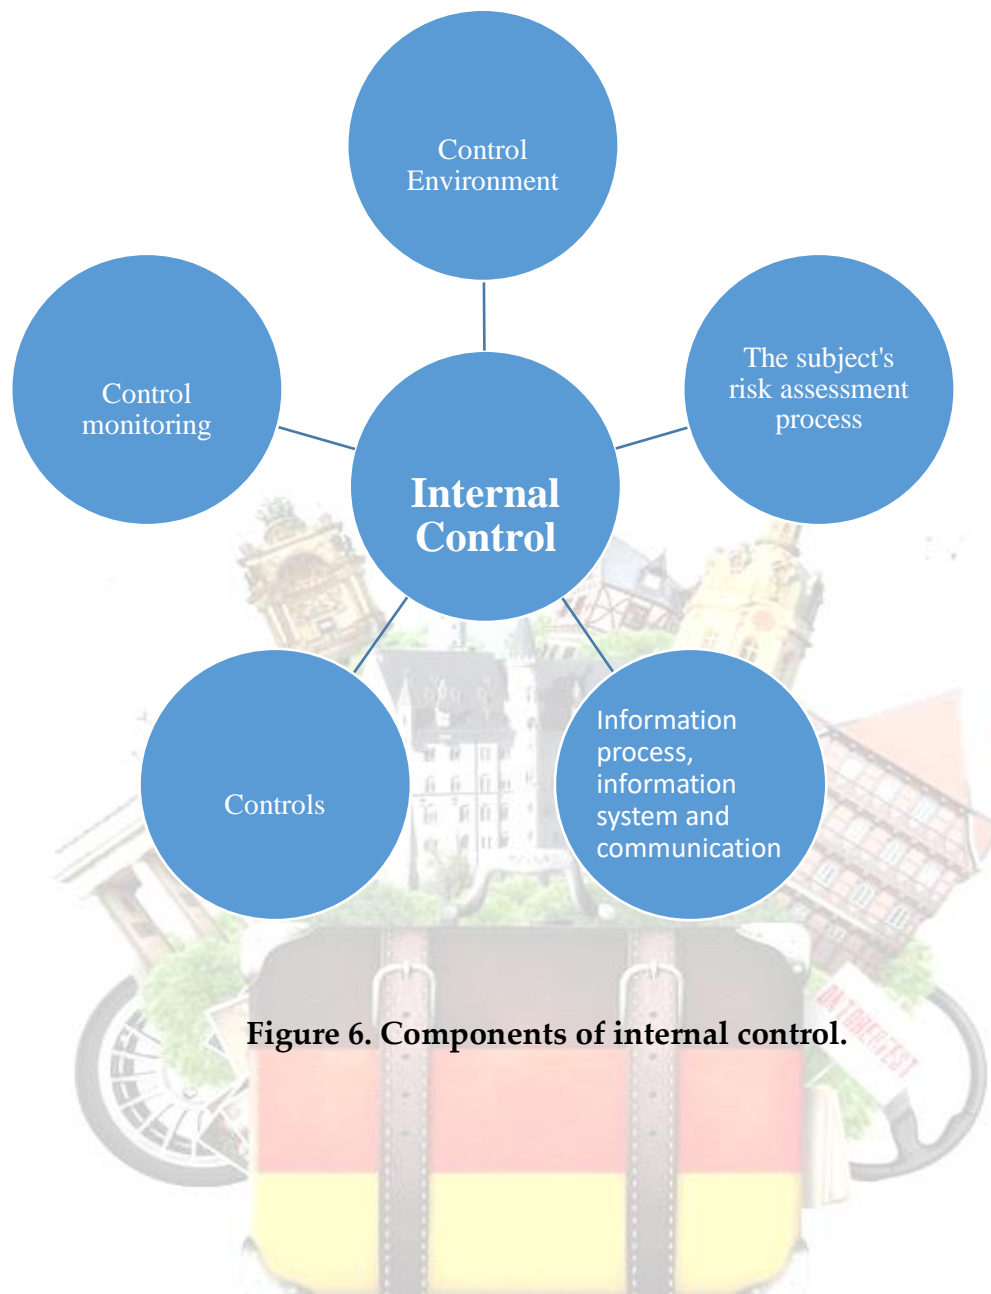 Control
Environment
The subject's
risk assessment
process
Control
monitoring
Internal
Control
Information
process,
information
system and
communication
Controls
Figure 6. Components of internal control.
OKTOBERFEST